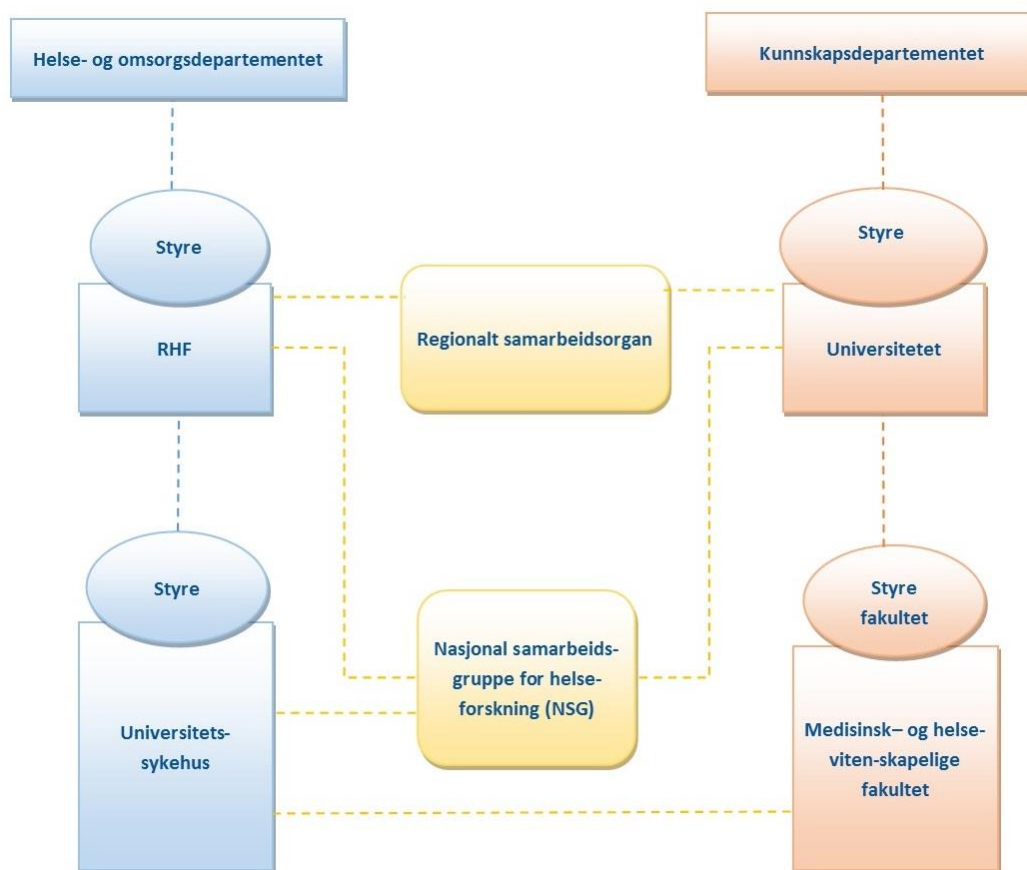 Helse- og omsorgsdepartementet
Kunnskapsdepartementet
Styre
Styre
RHF
Regionalt samarbeidsorgan
Universitetet
Styre
Styre
fakultet
Nasjonal samarbeids-
gruppe for helse-
forskning (NSG)
Universitets-
sykehus
Medisinsk– og helse-
viten-skapelige
fakultet